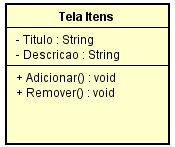 Tela Itens
- Titulo : String
- Descricao : String
+ Adicionar() : void
+ Remover() : void